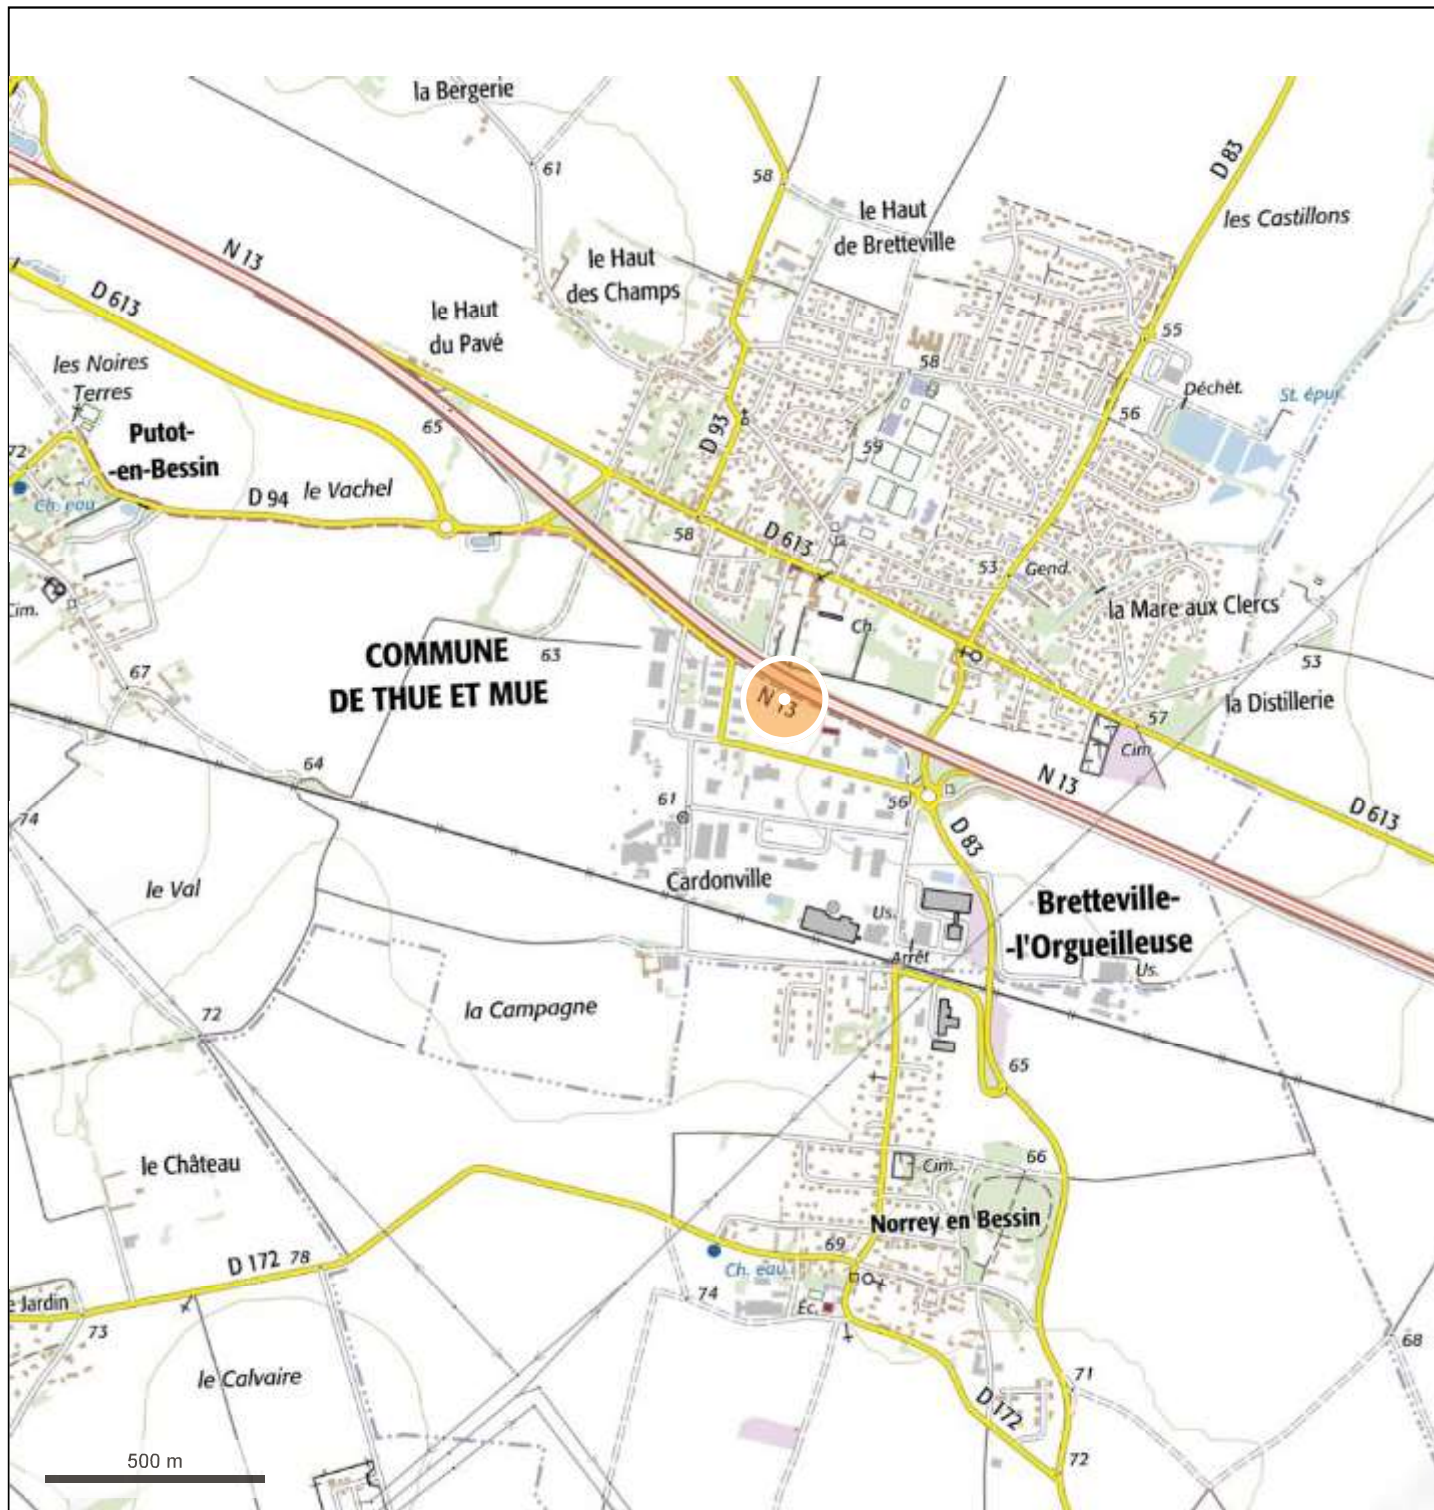 la Bergerie
61
58
D 83
le Haut
de Bretteville
les Castillons
N 13
le Haut
des Champs
D 613
le Haut
du Pavé
55
les Noires
Terres
58
Déchèt.
St. épur.
56
65
D 93
Putot-
-en-Bessin
72
59
D 94
le Vachel
Ch. eau
58
D 613
53
Gend.
Cim.
la Mare aux Clercs
Ch.
COMMUNE
DE THUE ET MUE
63
53
67
N 13
la Distillerie
57
Cim.
64
N 13
61
56
D 613
74
D 83
Cardonville
le Val
Bretteville-
-l'Orgueilleuse
Us.
Arrêt
Us.
la Campagne
72
65
le Château
66
Cim.
Norrey en Bessin
69
D 172
78
Ch. eau
e Jardin
74
Éc.
73
68
le Calvaire
71
D 172
72
500 m